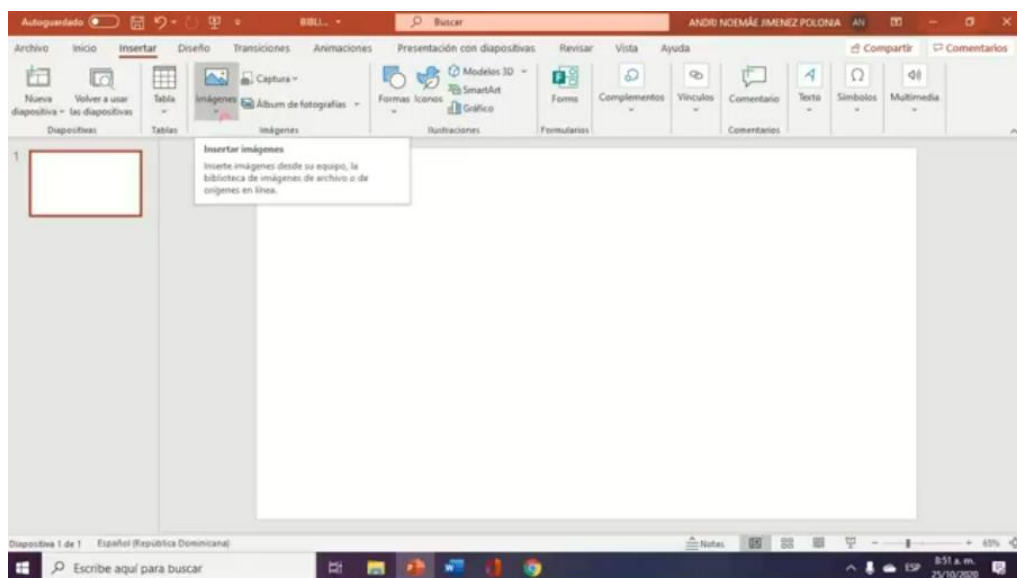 Autoguardado
BIBLI...
Buscar
ANDRI NOEMÃE JIMENEZ POLONIA
AN
Archivo Inicio Insertar Diseño Transiciones Animaciones Presentación con diapositivas Revisar Vista Ayuda
Compartir
Comentarios
Nueva diapositiva
Volver a usar las diapositivas
Tabla
Imágenes
Captura
Álbum de fotografías
Formas
Iconos
Modelos 3D
SmartArt
Gráfico
Forms
Complementos
Vínculos
Comentario
Texto
Símbolos
Multimedia
Diapositivas
Tablas
Imágenes
Ilustraciones
Formularios
Comentarios
1
Insertar imágenes
Inserte imágenes desde su equipo, la
biblioteca de imágenes de archivo o de
orígenes en línea.
Diapositiva 1 de 1
Español (República Dominicana)
Notas
65%
Escribe aquí para buscar
ESP
8:51 a. m.
25/10/2020